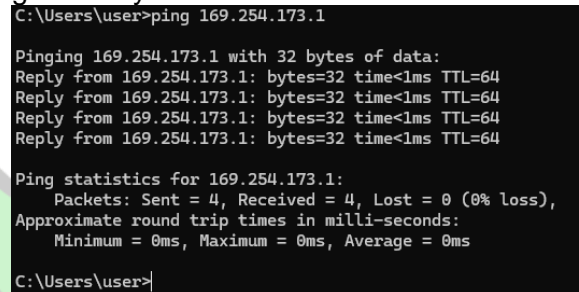 C:\Users\user>ping 169.254.173.1
Pinging 169.254.173.1 with 32 bytes of data:
Reply from 169.254.173.1: bytes=32 time<1ms TTL=64
Reply from 169.254.173.1: bytes=32 time<1ms TTL=64
Reply from 169.254.173.1: bytes=32 time<1ms TTL=64
Reply from 169.254.173.1: bytes=32 time<1ms TTL=64
Ping statistics for 169.254.173.1:
    Packets: Sent = 4, Received = 4, Lost = 0 (0% loss),
Approximate round trip times in milli-seconds:
    Minimum = 0ms, Maximum = 0ms, Average = 0ms
C:\Users\user>